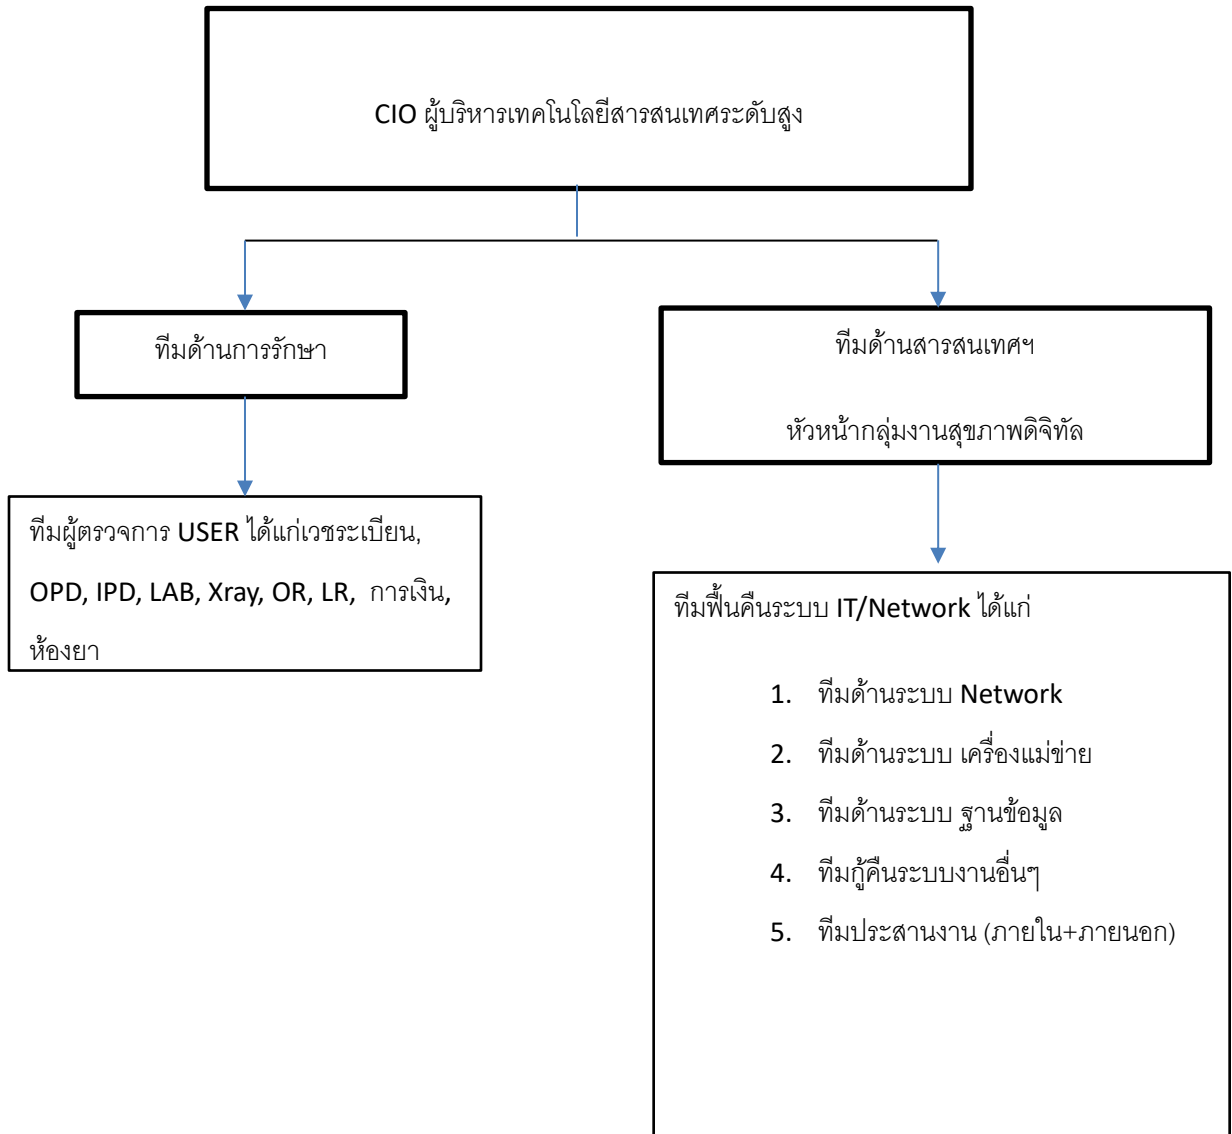 CIO ผู้บริหารเทคโนโลยีสารสนเทศระดับสูง
ทีมด้านการรักษา
ทีมด้านสารสนเทศฯ
หัวหน้ากลุ่มงานสุขภาพดิจิทัล
ทีมผู้ตรวจการ USER ได้แก่เวชระเบียน,
OPD, IPD, LAB, Xray, OR, LR, การเงิน,
ห้องยา
ทีมฟื้นคืนระบบ IT/Network ได้แก่
1. ทีมด้านระบบ Network
2. ทีมด้านระบบ เครื่องแม่ข่าย
3. ทีมด้านระบบ ฐานข้อมูล
4. ทีมกู้คืนระบบงานอื่นๆ
5. ทีมประสานงาน (ภายใน+ภายนอก)